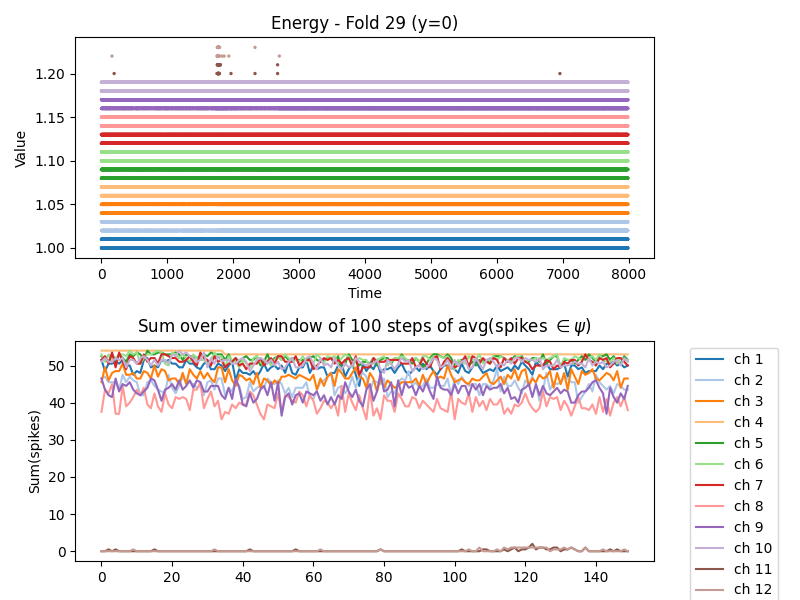 Energy - Fold 29 (y=0)
Value
1.20
1.15
1.10
1.05
1.00
0 1000 2000 3000 4000 5000 6000 7000 8000
Time
Sum over timewindow of 100 steps of avg(spikes ∈ ψ)
Sum(spikes)
50
40
30
20
10
0
0 20 40 60 80 100 120 140
ch 1
ch 2
ch 3
ch 4
ch 5
ch 6
ch 7
ch 8
ch 9
ch 10
ch 11
ch 12